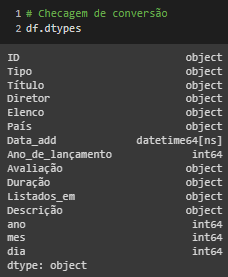 1 # Checagem de conversão
2 df.dtypes
ID object
Tipo object
Título object
Diretor object
Elenco object
País object
Data_add datetime64[ns]
Ano_de_lançamento int64
Avaliação object
Duração object
Listados_em object
Descrição object
ano int64
mes int64
dia int64
dtype: object